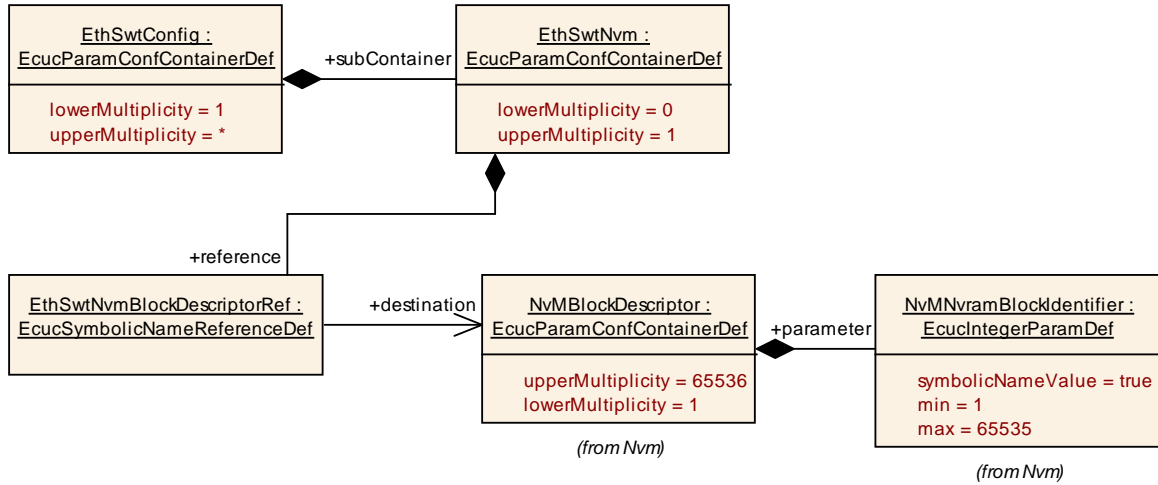 EthSwtConfig :
EcucParamConfContainerDef
lowerMultiplicity = 1
upperMultiplicity = *
+subContainer
EthSwtNvm :
EcucParamConfContainerDef
lowerMultiplicity = 0
upperMultiplicity = 1
+reference
EthSwtNvmBlockDescriptorRef :
EcucSymbolicNameReferenceDef
+destination
NvMBlockDescriptor :
EcucParamConfContainerDef
upperMultiplicity = 65536
lowerMultiplicity = 1
(from Nvm)
+parameter
NvMNvramBlockIdentifier :
EcucIntegerParamDef
symbolicNameValue = true
min = 1
max = 65535
(from Nvm)